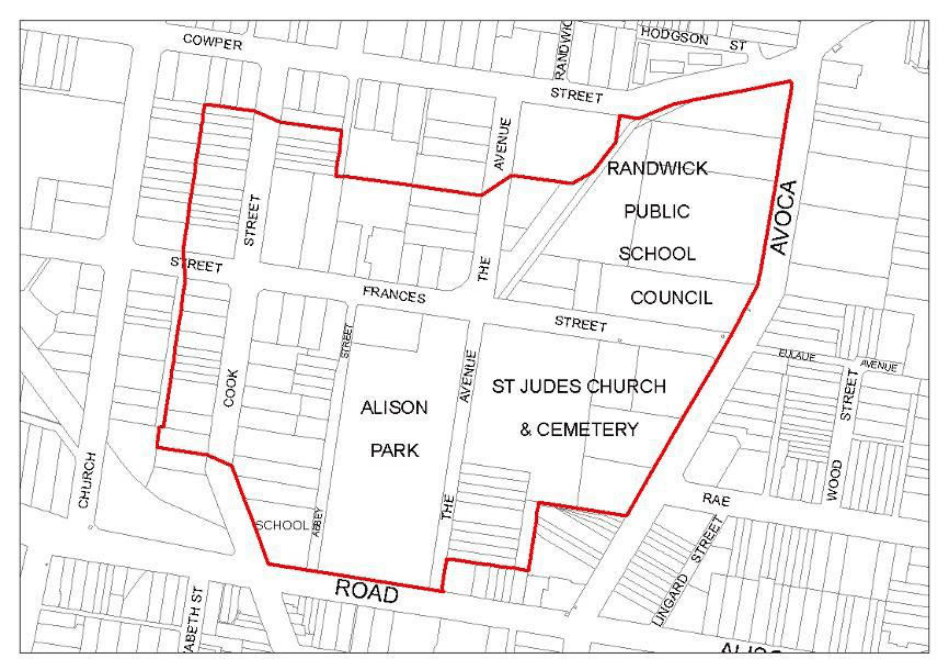 COWPER
RANDWIC
HODGSON ST
STREET
AVENUE
RANDWICK
PUBLIC
SCHOOL
COUNCIL
AVOCA
STREET
STREET
THE
FRANCES
STREET
STREET
EULALIE
AVENUE
AVENUE
STREET
ST JUDES CHURCH
& CEMETERY
COOK
ALISON
PARK
CHURCH
WOOD
THE
RAE
SCHOOL
ABBEY
STREET
LINGARD
ROAD
ABETH ST